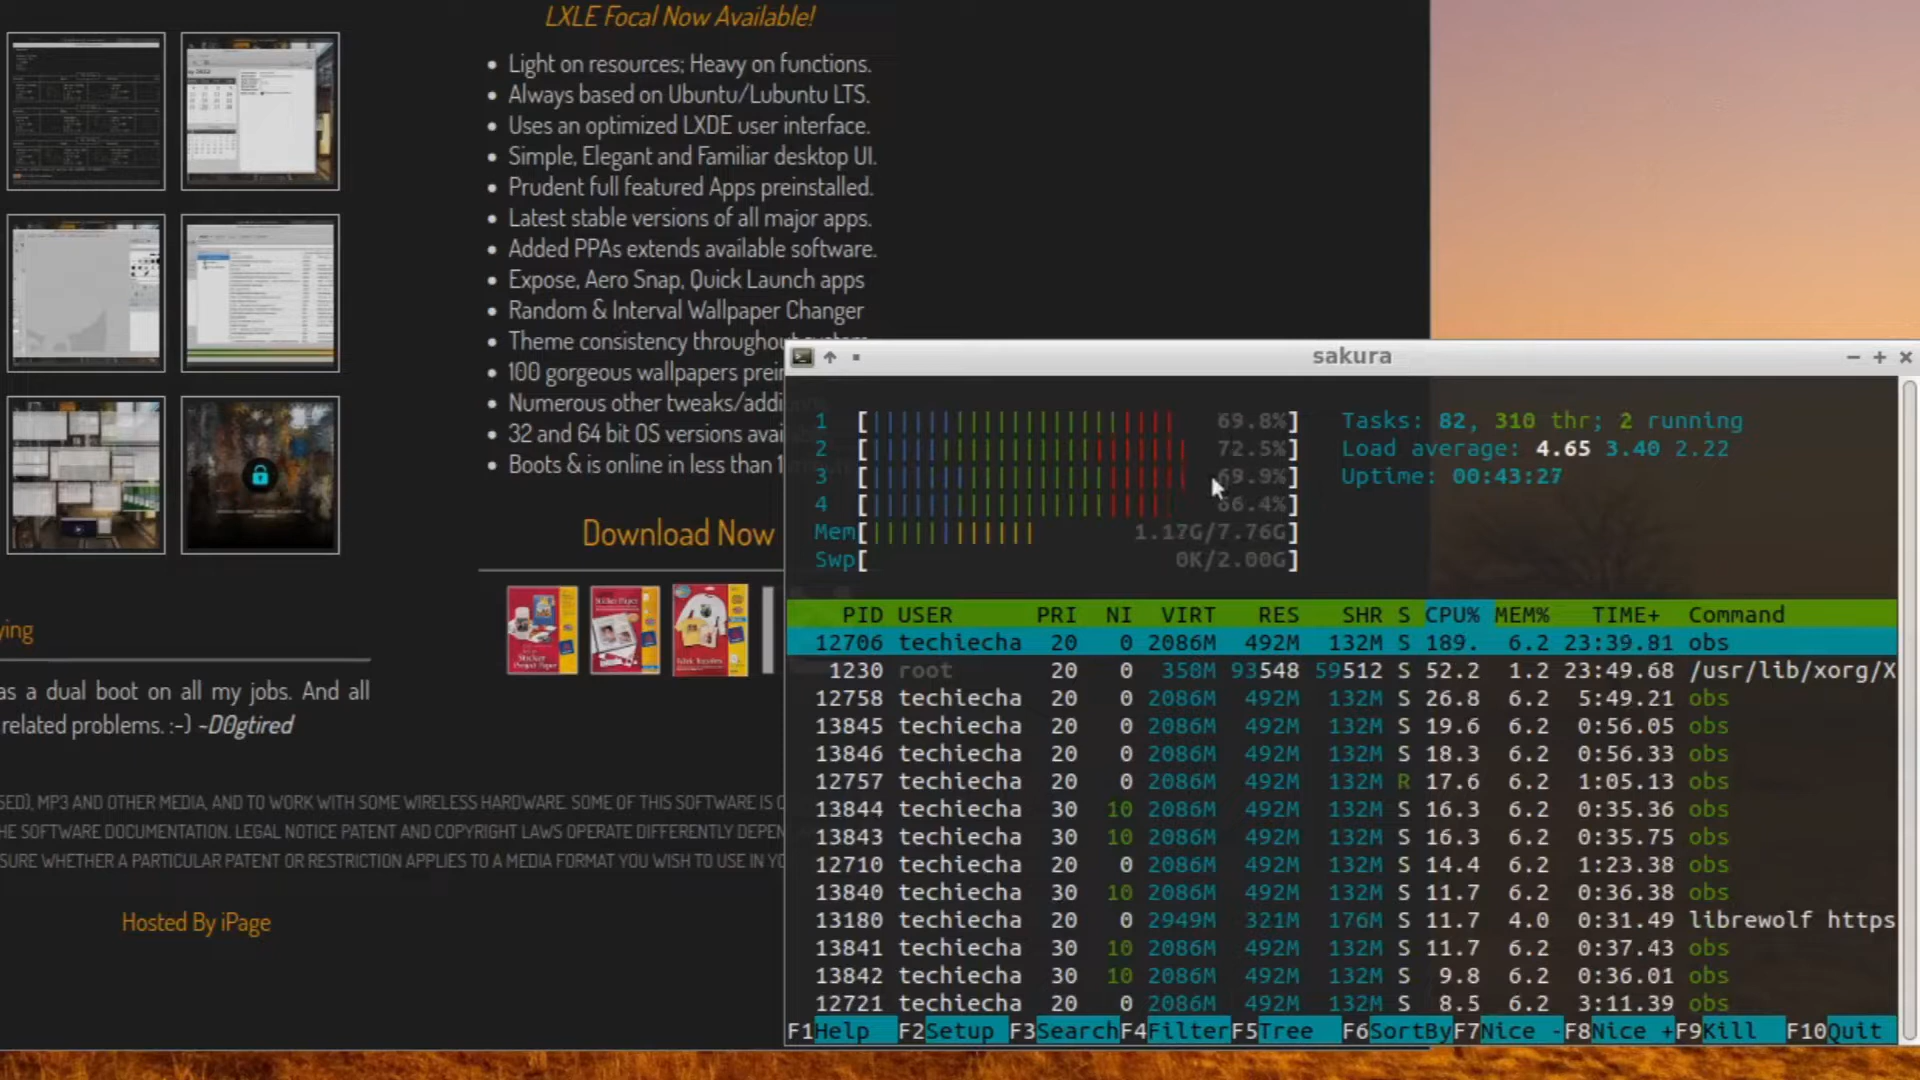 LXLE Focal Now Available!
Light on resources; Heavy on functions.
Always based on Ubuntu/Lubuntu LTS.
Uses an optimized LXDE user interface.
Simple, Elegant and Familiar desktop UI.
Prudent full featured Apps preinstalled.
Latest stable versions of all major apps.
Added PPAs extends available software.
Expose, Aero Snap, Quick Launch apps
Random & Interval Wallpaper Changer
Theme consistency throughout
100 gorgeous wallpapers prei
Numerous other tweaks/addi
32 and 64 bit OS versions avai
Boots & is online in less than 1
Download Now
ying
as a dual boot on all my jobs. And all
related problems. :-) ~D0gtired
SED), MP3 AND OTHER MEDIA, AND TO WORK WITH SOME WIRELESS HARDWARE. SOME OF THIS SOFTWARE IS
HE SOFTWARE DOCUMENTATION. LEGAL NOTICE PATENT AND COPYRIGHT LAWS OPERATE DIFFERENTLY DEPEN
SURE WHETHER A PARTICULAR PATENT OR RESTRICTION APPLIES TO A MEDIA FORMAT YOU WISH TO USE IN YO
Hosted By iPage
sakura
1 [ 69.8%] Tasks: 82, 310 thr; 2 running
2 [ 72.5%] Load average: 4.65 3.40 2.22
3 [ 69.9%] Uptime: 00:43:27
4 [ 66.4%]
Mem[ 1.17G/7.76G]
Swp[ 0K/2.00G]
PID USER PRI NI VIRT RES SHR S CPU% MEM% TIME+ Command
12706 techiecha 20 0 2086M 492M 132M S 189. 6.2 23:39.81 obs
1230 root 20 0 350M 93548 59512 S 52.2 1.2 23:49.68 /usr/lib/xorg/X
12758 techiecha 20 0 2086M 492M 132M S 26.8 6.2 5:49.21 obs
13845 techiecha 20 0 2086M 492M 132M S 19.6 6.2 0:56.05 obs
13846 techiecha 20 0 2086M 492M 132M S 18.3 6.2 0:56.33 obs
12757 techiecha 20 0 2086M 492M 132M R 17.6 6.2 1:05.13 obs
13844 techiecha 30 10 2086M 492M 132M S 16.3 6.2 0:35.36 obs
13843 techiecha 30 10 2086M 492M 132M S 16.3 6.2 0:35.75 obs
12710 techiecha 20 0 2086M 492M 132M S 14.4 6.2 1:23.38 obs
13840 techiecha 30 10 2086M 492M 132M S 11.7 6.2 0:36.38 obs
13180 techiecha 20 0 2949M 321M 176M S 11.7 4.0 0:31.49 librewolf https
13841 techiecha 30 10 2086M 492M 132M S 11.7 6.2 0:37.43 obs
13842 techiecha 30 10 2086M 492M 132M S 9.8 6.2 0:36.01 obs
12721 techiecha 20 0 2086M 492M 132M S 8.5 6.2 3:11.39 obs
F1Help F2Setup F3SearchF4FilterF5Tree F6SortByF7Nice -F8Nice +F9Kill F10Quit